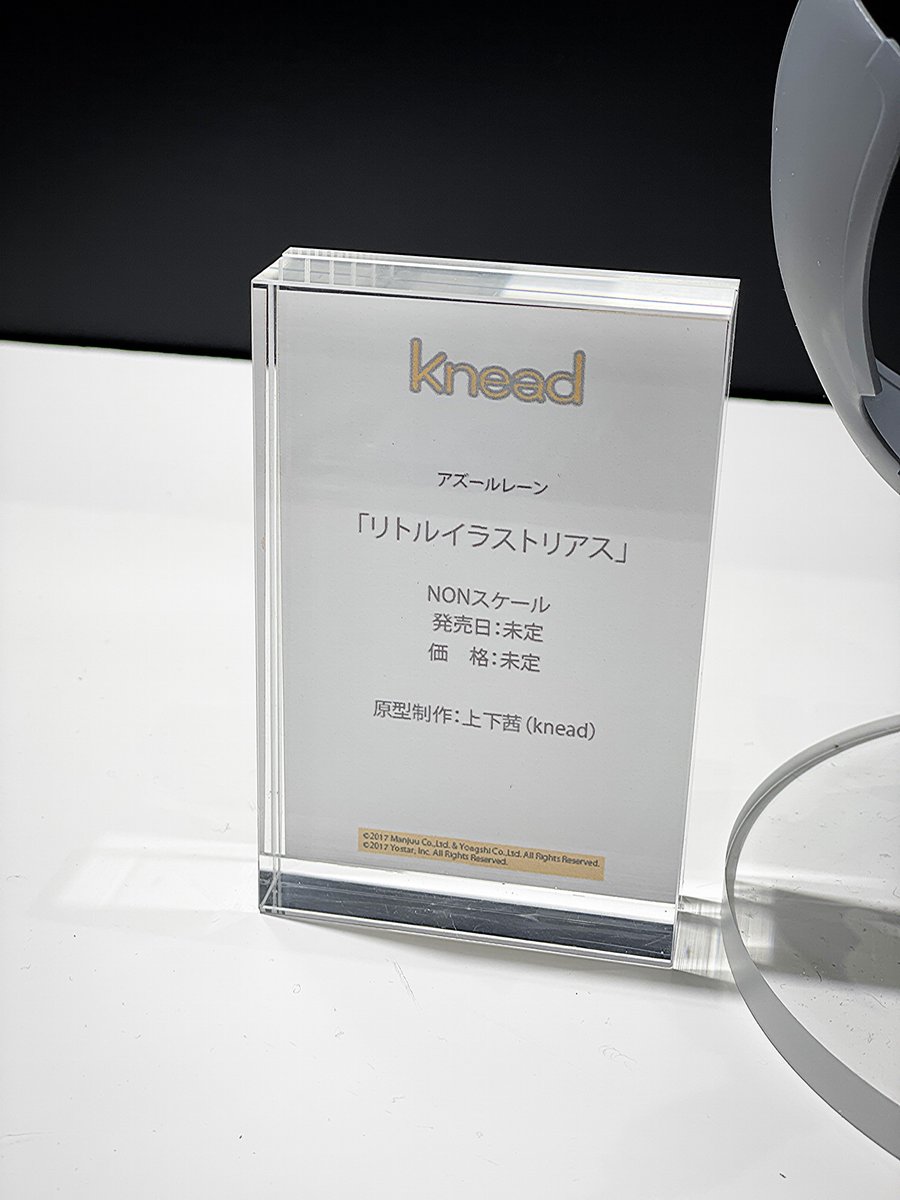 knead
アズールレーン
「リトルイラストリアス」
NONスケール
発売日：未定
価　格：未定
原型制作：上下茜（knead）
©2017 Manjuu Co.,Ltd. & Yongshi Co.,Ltd. All Rights Reserved.
©2017 Yostar, Inc. All Rights Reserved.